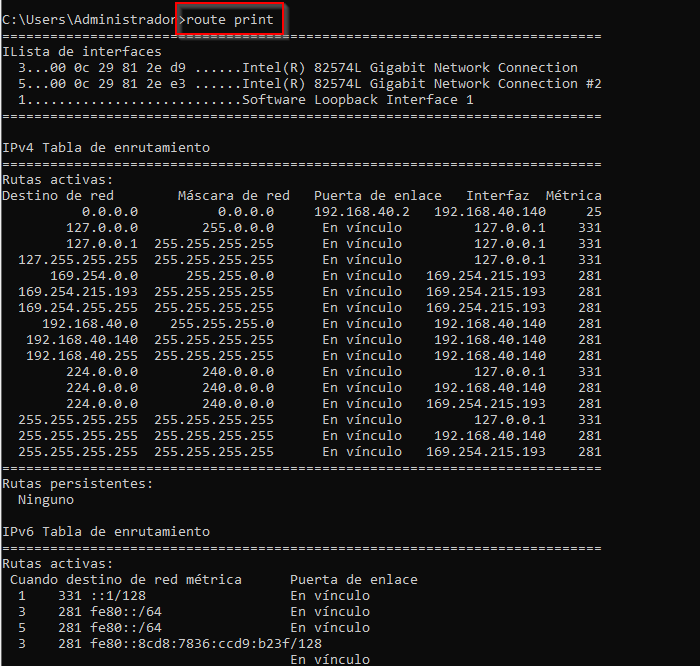 C:\Users\Administrador>route print
===========================================================================
ILista de interfaces
  3...00 0c 29 81 2e d9 ......Intel(R) 82574L Gigabit Network Connection
  5...00 0c 29 81 2e e3 ......Intel(R) 82574L Gigabit Network Connection #2
  1...........................Software Loopback Interface 1
===========================================================================
IPv4 Tabla de enrutamiento
===========================================================================
Rutas activas:
Destino de red        Máscara de red   Puerta de enlace   Interfaz  Métrica
          0.0.0.0          0.0.0.0     192.168.40.2   192.168.40.140     25
        127.0.0.0        255.0.0.0      En vínculo         127.0.0.1    331
        127.0.0.1  255.255.255.255      En vínculo         127.0.0.1    331
  127.255.255.255  255.255.255.255      En vínculo         127.0.0.1    331
      169.254.0.0      255.255.0.0      En vínculo   169.254.215.193    281
  169.254.215.193  255.255.255.255      En vínculo   169.254.215.193    281
  169.254.255.255  255.255.255.255      En vínculo   169.254.215.193    281
     192.168.40.0    255.255.255.0      En vínculo    192.168.40.140    281
   192.168.40.140  255.255.255.255      En vínculo    192.168.40.140    281
   192.168.40.255  255.255.255.255      En vínculo    192.168.40.140    281
        224.0.0.0        240.0.0.0      En vínculo         127.0.0.1    331
        224.0.0.0        240.0.0.0      En vínculo    192.168.40.140    281
        224.0.0.0        240.0.0.0      En vínculo   169.254.215.193    281
  255.255.255.255  255.255.255.255      En vínculo         127.0.0.1    331
  255.255.255.255  255.255.255.255      En vínculo    192.168.40.140    281
  255.255.255.255  255.255.255.255      En vínculo   169.254.215.193    281
===========================================================================
Rutas persistentes:
  Ninguno
IPv6 Tabla de enrutamiento
===========================================================================
Rutas activas:
 Cuando destino de red métrica      Puerta de enlace
  1    331 ::1/128                  En vínculo
  3    281 fe80::/64                En vínculo
  5    281 fe80::/64                En vínculo
  3    281 fe80::8cd8:7836:ccd9:b23f/128
                                    En vínculo